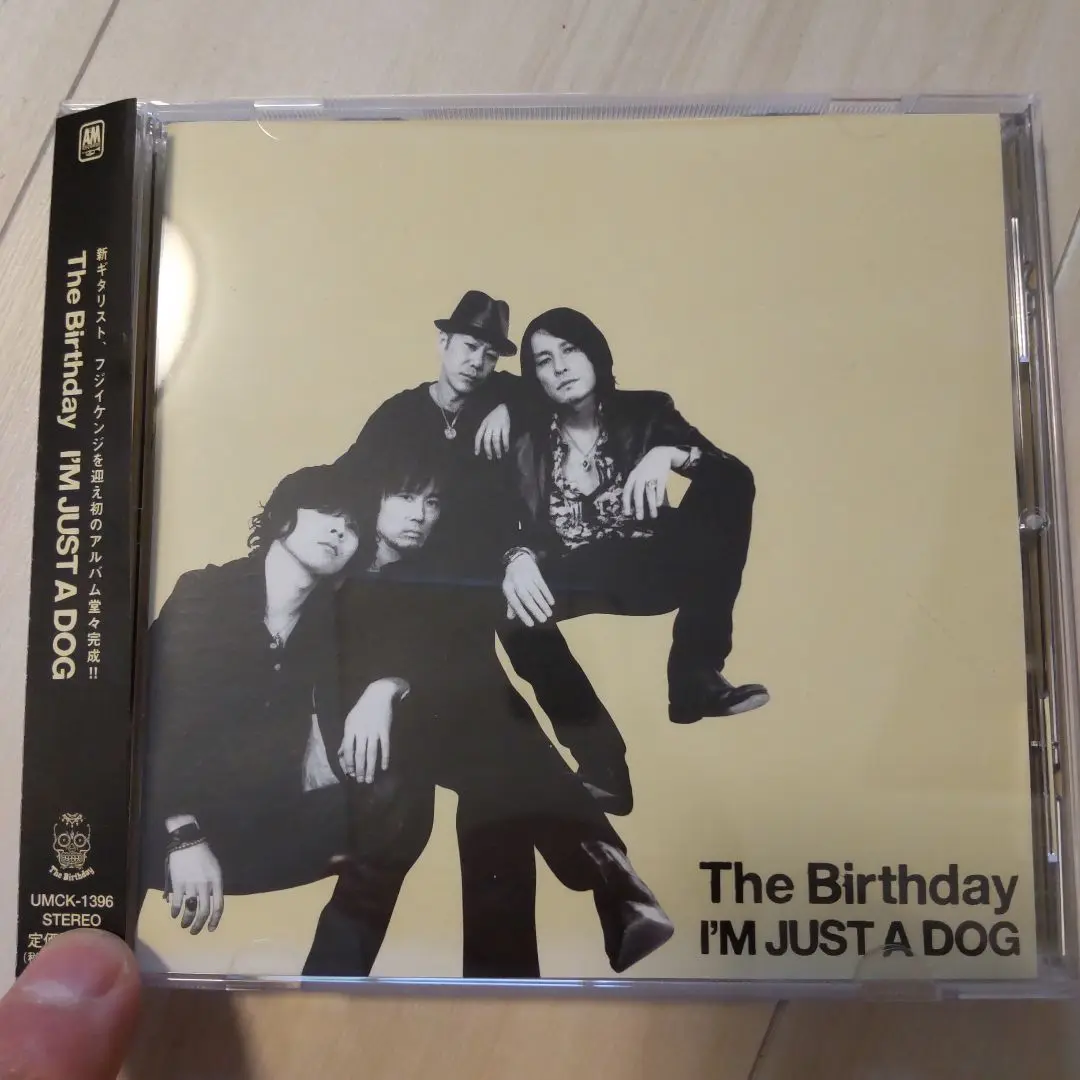 A&M
新ギタリスト、フジイケンジを迎え初のアルバム堂々完成!!
The Birthday I'M JUST A DOG
The Birthday
UMCK-1396
STEREO
定価
The Birthday
I'M JUST A DOG